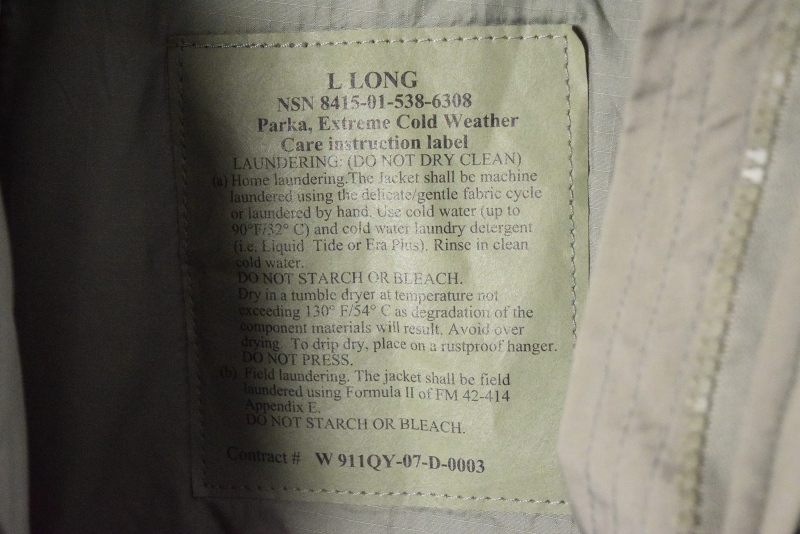 L LONG
NSN 8415-01-538-6308
Parka, Extreme Cold Weather
Care instruction label
LAUNDERING: (DO NOT DRY CLEAN)
(a) Home laundering.The Jacket shall be machine
laundered using the delicate/gentle fabric cycle
or laundered by hand. Use cold water (up to
90°F/32° C) and cold water laundry detergent
(i.e. Liquid Tide or Era Plus). Rinse in clean
cold water.
DO NOT STARCH OR BLEACH.
Dry in a tumble dryer at temperature not
exceeding 130° F/54° C as degradation of the
component materials will result. Avoid over
drying. To drip dry, place on a rustproof hanger.
DO NOT PRESS.
(b) Field laundering. The jacket shall be field
laundered using Formula II of FM 42-414
Appendix E.
DO NOT STARCH OR BLEACH.
Contract # W 911QY-07-D-0003